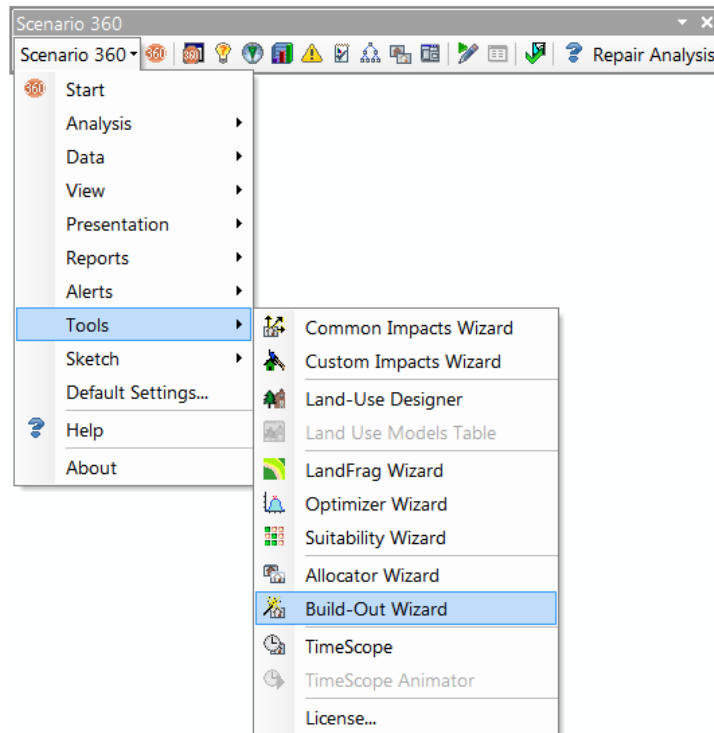 Scenario 360
Scenario 360
Repair Analysis
360
Start
Analysis
Data
View
Presentation
Reports
Alerts
Tools
Sketch
Default Settings...
Help
About
Common Impacts Wizard
Custom Impacts Wizard
Land-Use Designer
Land Use Models Table
LandFrag Wizard
Optimizer Wizard
Suitability Wizard
Allocator Wizard
Build-Out Wizard
TimeScope
TimeScope Animator
License...